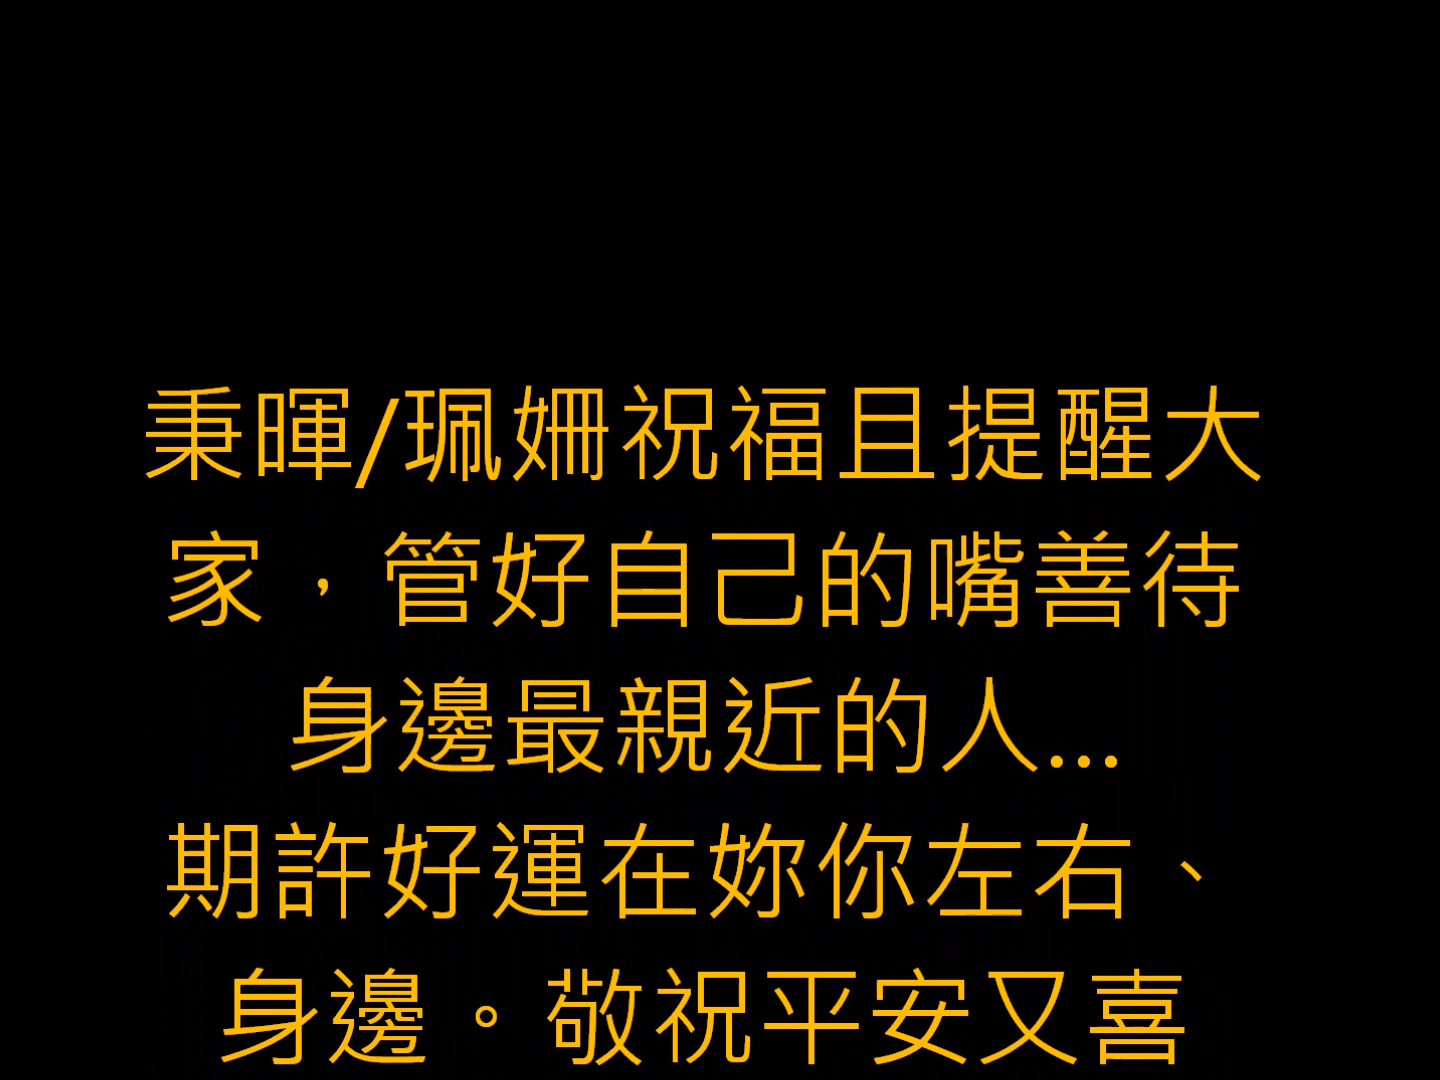 秉暉/珮姍祝福且提醒大
家，管好自己的嘴善待
身邊最親近的人...
期許好運在妳你左右、
身邊。敬祝平安又喜